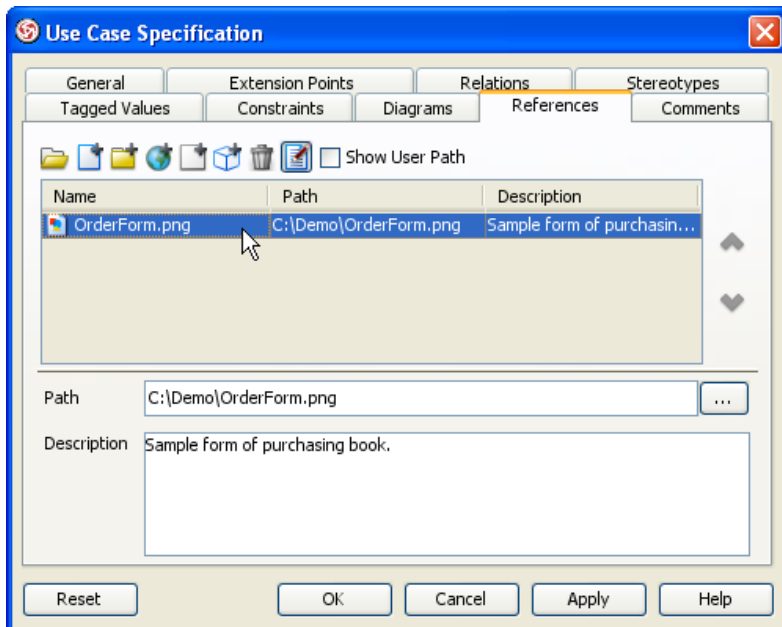 Use Case Specification
General Extension Points Relations Stereotypes
Tagged Values Constraints Diagrams References Comments
Show User Path
Name Path Description
OrderForm.png C:\Demo\OrderForm.png Sample form of purchasin...
Path C:\Demo\OrderForm.png ...
Description Sample form of purchasing book.
Reset OK Cancel Apply Help